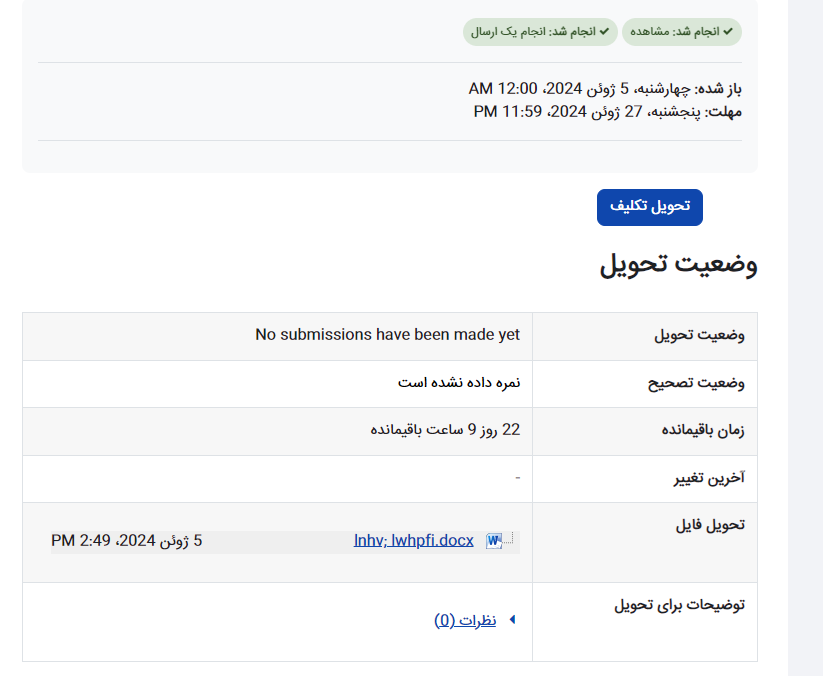 ✔ انجام شد: مشاهده ✔ انجام شد: انجام یک ارسال
باز شده: چهارشنبه، 5 ژوئن 2024، 12:00 AM
مهلت: پنجشنبه، 27 ژوئن 2024، 11:59 PM
تحویل تکلیف
وضعیت تحویل
وضعیت تحویل No submissions have been made yet
وضعیت تصحیح نمره داده نشده است
زمان باقیمانده 22 روز 9 ساعت باقیمانده
آخرین تغییر -
تحویل فایل lnhv; lwhpfi.docx 5 ژوئن 2024، 2:49 PM
توضیحات برای تحویل نظرات (0)